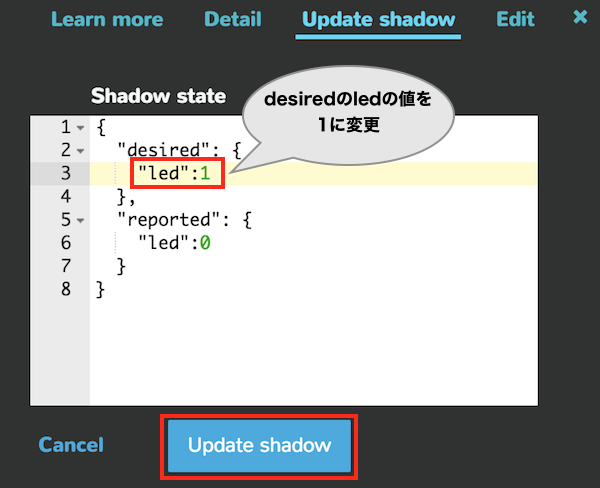 Learn more Detail Update shadow Edit ×
Shadow state
desiredのledの値を
1に変更
1 {
2 "desired": {
3 "led":1
4 },
5 "reported": {
6 "led":0
7 }
8 }
Cancel Update shadow